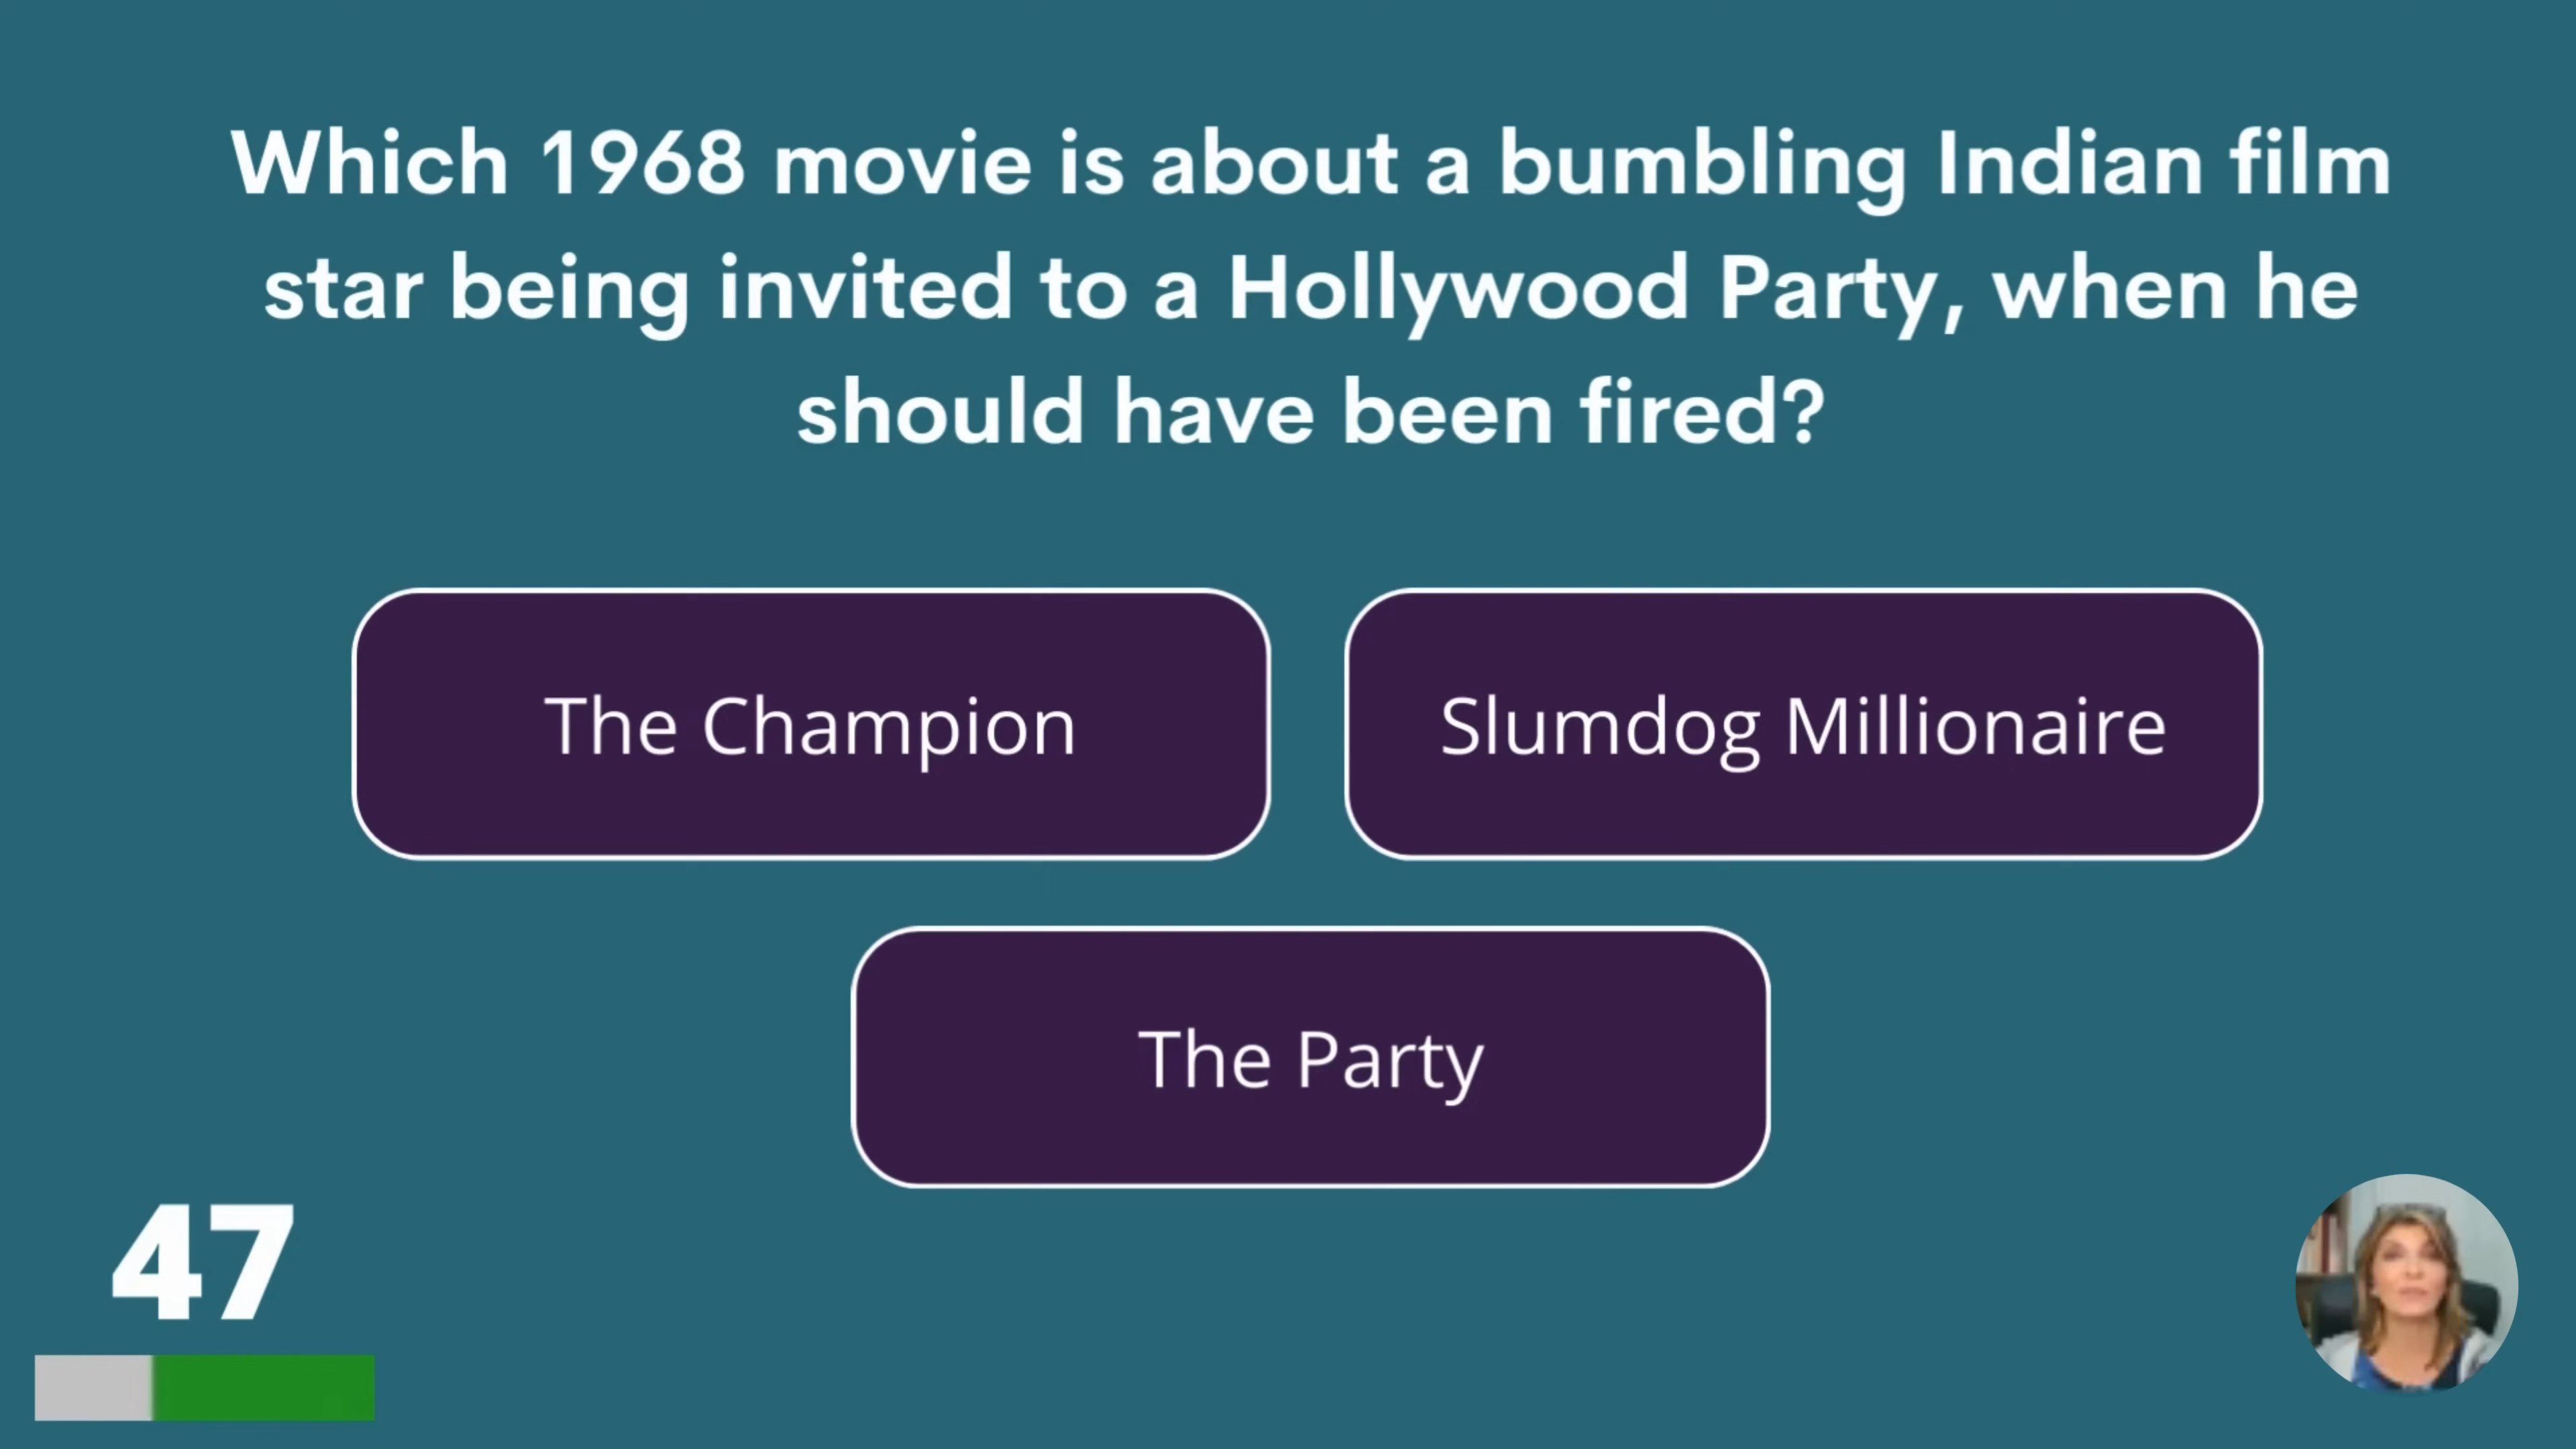 Which 1968 movie is about a bumbling Indian film
star being invited to a Hollywood Party, when he
should have been fired?
The Champion
Slumdog Millionaire
The Party
47